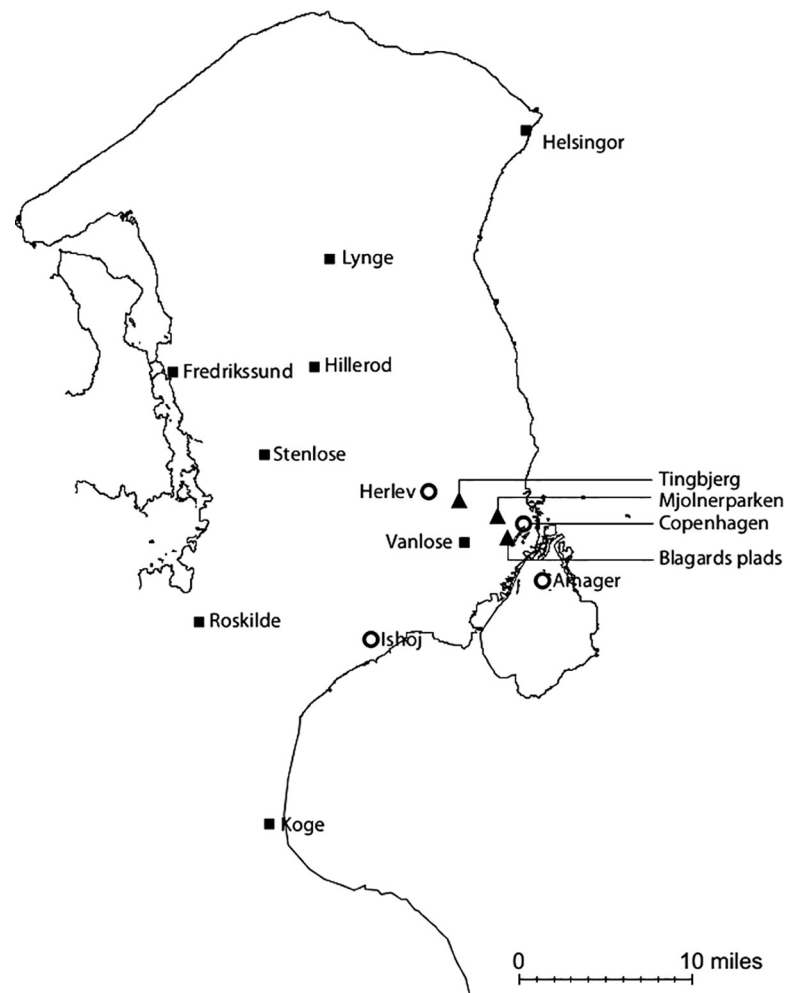 Helsingor
Lynge
Fredrikssund
Hillerod
Stenlose
Tingbjerg
Herlev
Mjolnerparken
Copenhagen
Vanlose
Blagards plads
Amager
Roskilde
Ishoj
Koge
0 10 miles